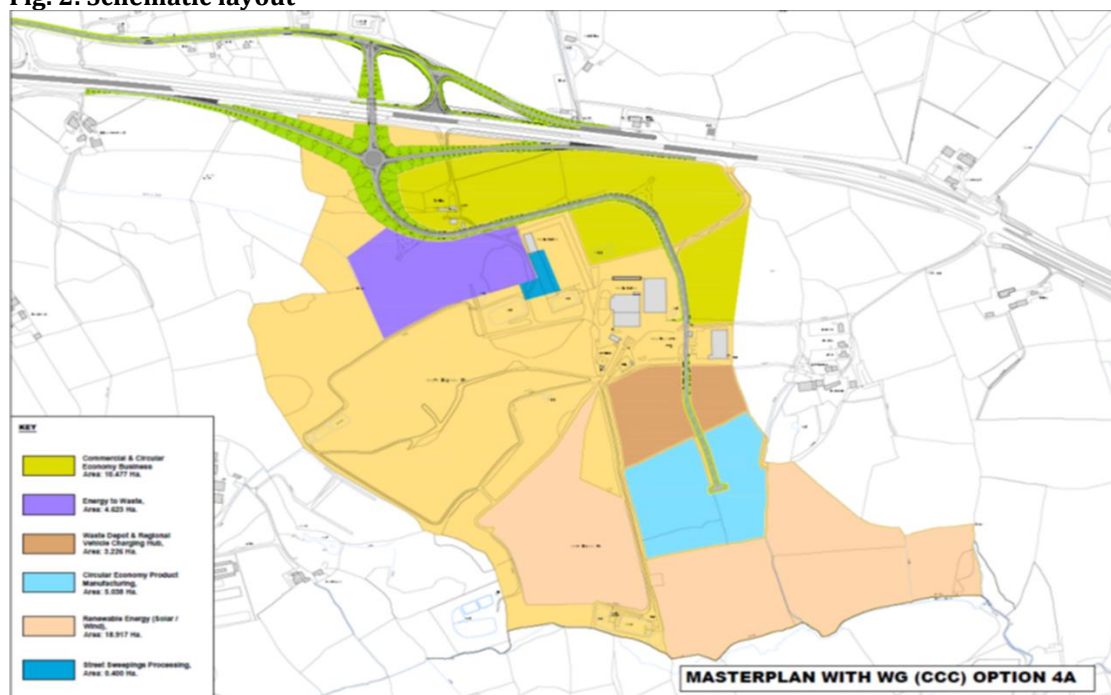 Fig. 2: Schematic layout
KEY
Commercial & Circular
Economy Business
Area: 10.477 Ha.
Energy to Waste,
Area: 4.623 Ha.
Waste Depot & Regional
Vehicle Charging Hub,
Area: 3.226 Ha.
Circular Economy Product
Manufacturing,
Area: 5.038 Ha.
Renewable Energy (Solar /
Wind),
Area: 18.917 Ha.
Street Sweepings Processing,
Area: 0.400 Ha.
MASTERPLAN WITH WG (CCC) OPTION 4A